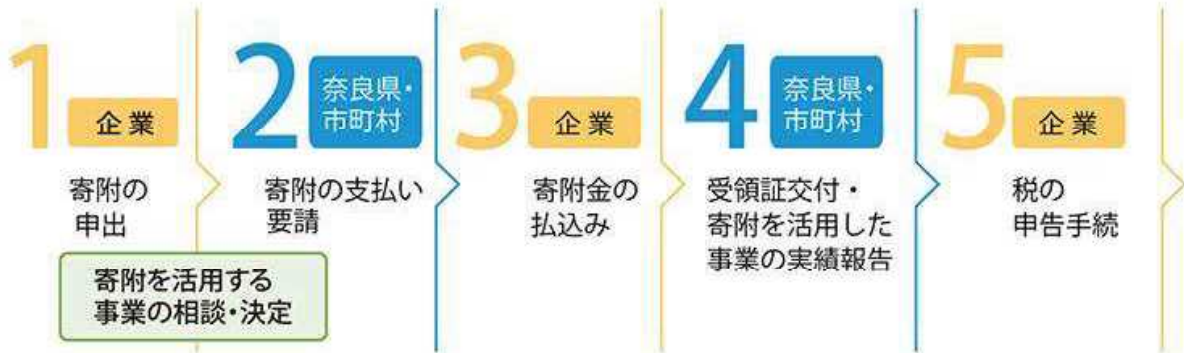 1
企業
寄附の
申出
2
奈良県・
市町村
寄附の支払い
要請
寄附を活用する
事業の相談・決定
3
企業
寄附金の
払込み
4
奈良県・
市町村
受領証交付・
寄附を活用した
事業の実績報告
5
企業
税の
申告手続